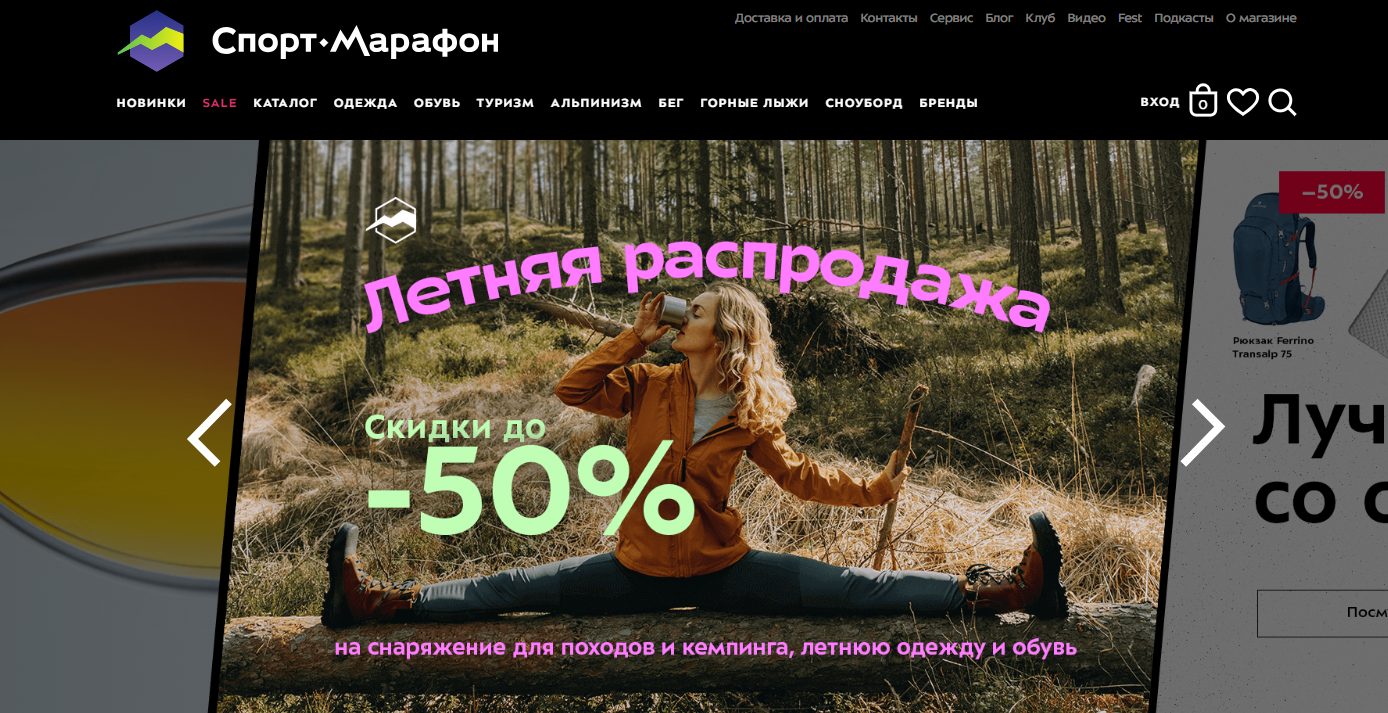 Доставка и оплата Контакты Сервис Блог Клуб Видео Fest Подкасты О магазине
Спорт·Марафон
НОВИНКИ SALE КАТАЛОГ ОДЕЖДА ОБУВЬ ТУРИЗМ АЛЬПИНИЗМ БЕГ ГОРНЫЕ ЛЫЖИ СНОУБОРД БРЕНДЫ
ВХОД 0
Летняя распродажа
Скидки до
-50%
на снаряжение для походов и кемпинга, летнюю одежду и обувь
–50%
Рюкзак Ferrino
Transalp 75
Луч
со
Посм